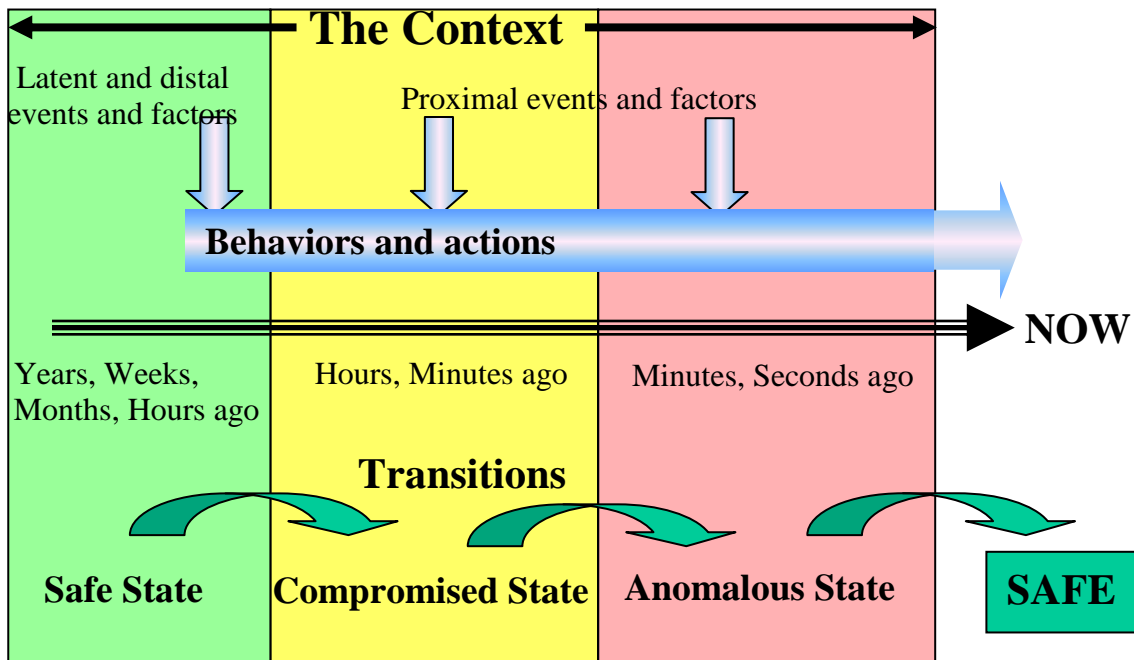 The Context
Latent and distal
events and factors
Proximal events and factors
Behaviors and actions
NOW
Years, Weeks,
Months, Hours ago
Hours, Minutes ago
Minutes, Seconds ago
Transitions
Safe State
Compromised State
Anomalous State
SAFE